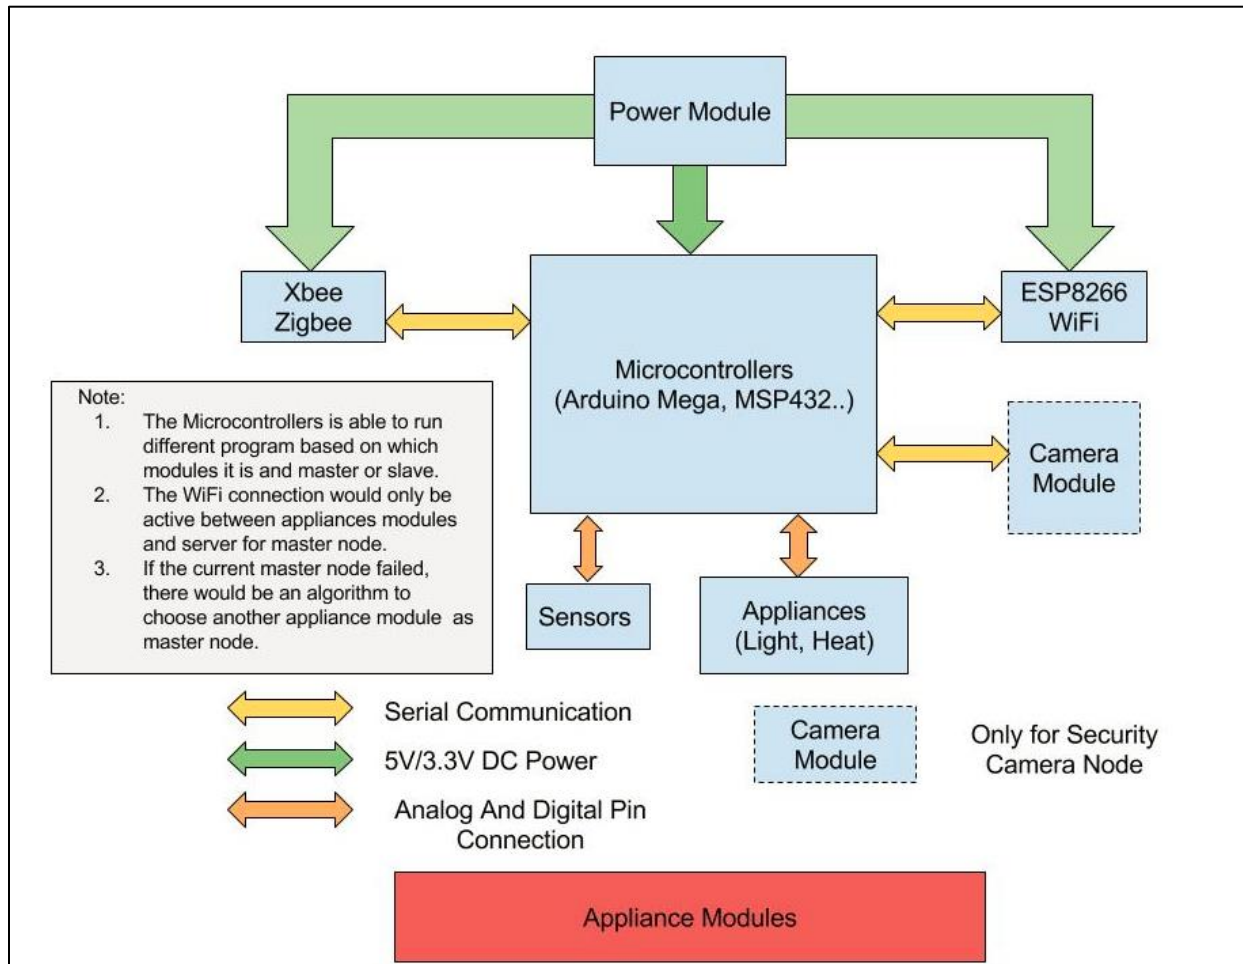 Power Module
Xbee
Zigbee
ESP8266
WiFi
Microcontrollers
(Arduino Mega, MSP432..)
Camera
Module
Note:
1. The Microcontrollers is able to run
different program based on which
modules it is and master or slave.
2. The WiFi connection would only be
active between appliances modules
and server for master node.
3. If the current master node failed,
there would be an algorithm to
choose another appliance module as
master node.
Sensors
Appliances
(Light, Heat)
Serial Communication
5V/3.3V DC Power
Analog And Digital Pin
Connection
Camera
Module
Only for Security
Camera Node
Appliance Modules